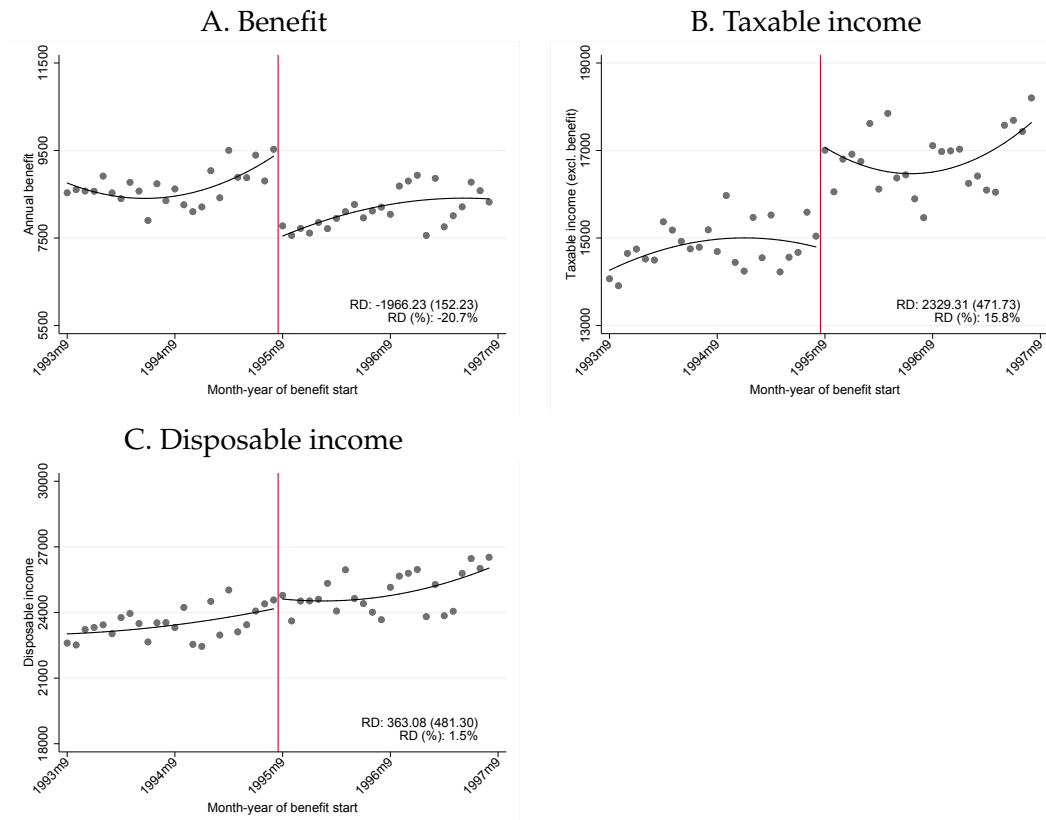 A. Benefit
11500
9500
7500
5500
Annual benefit
RD: -1966.23 (152.23)
RD (%): -20.7%
1993m9
1994m9
1995m9
1996m9
1997m9
Month-year of benefit start
B. Taxable income
19000
17000
15000
13000
Taxable income (excl. benefit)
RD: 2329.31 (471.73)
RD (%): 15.8%
1993m9
1994m9
1995m9
1996m9
1997m9
Month-year of benefit start
C. Disposable income
30000
27000
24000
21000
18000
Disposable income
RD: 363.08 (481.30)
RD (%): 1.5%
1993m9
1994m9
1995m9
1996m9
1997m9
Month-year of benefit start